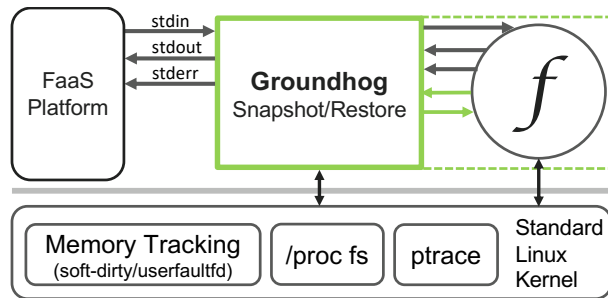 stdin
stdout
stderr
FaaS
Platform
Groundhog
Snapshot/Restore
f
Memory Tracking
(soft-dirty/userfaultfd)
/proc fs
ptrace
Standard
Linux
Kernel